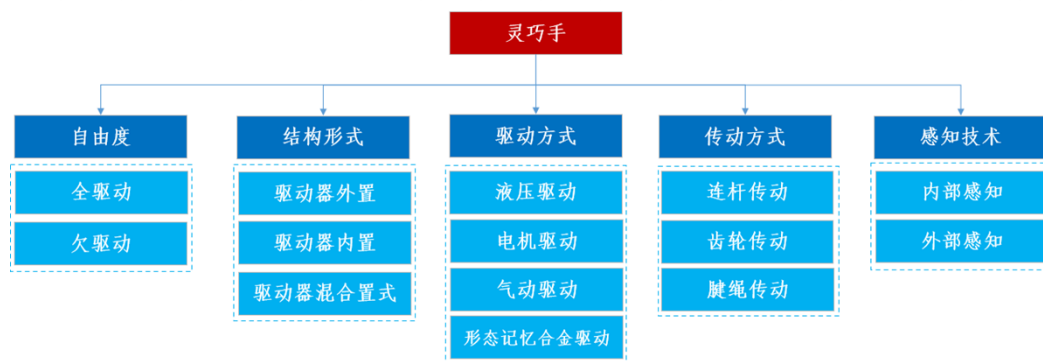 灵巧手
自由度
全驱动
欠驱动
结构形式
驱动器外置
驱动器内置
驱动器混合置式
驱动方式
液压驱动
电机驱动
气动驱动
形态记忆合金驱动
传动方式
连杆传动
齿轮传动
腱绳传动
感知技术
内部感知
外部感知